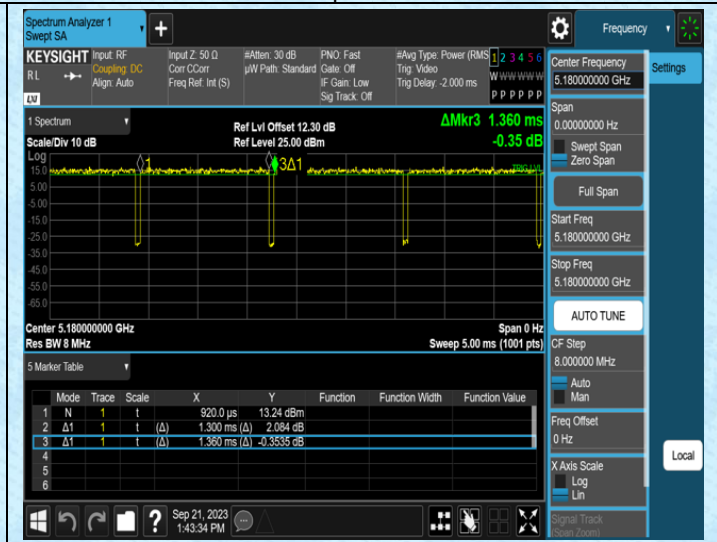 Spectrum Analyzer 1
Swept SA
+
Frequency
KEYSIGHT
RL
LXI
Input: RF
Coupling: DC
Align: Auto
Input Z: 50 Ω
Corr CCorr
Freq Ref: Int (S)
#Atten: 30 dB
µW Path: Standard
PNO: Fast
Gate: Off
IF Gain: Low
Sig Track: Off
#Avg Type: Power (RMS
Trig: Video
Trig Delay: -2.000 ms
1 2 3 4 5 6
W W W W W W
P P P P P P
1 Spectrum
Scale/Div 10 dB
Log
Ref Lvl Offset 12.30 dB
Ref Level 25.00 dBm
ΔMkr3 1.360 ms
-0.35 dB
1
3Δ1
TRIG LVL
15.0
5.00
-5.00
-15.0
-25.0
-35.0
-45.0
-55.0
-65.0
Center 5.180000000 GHz
Res BW 8 MHz
Span 0 Hz
Sweep 5.00 ms (1001 pts)
5 Marker Table
Mode Trace Scale X Y Function Function Width Function Value
1 N 1 t 920.0 µs 13.24 dBm
2 Δ1 1 t (Δ) 1.300 ms (Δ) 2.084 dB
3 Δ1 1 t (Δ) 1.360 ms (Δ) -0.3535 dB
4
5
6
?
Sep 21, 2023
1:43:34 PM
Center Frequency
5.180000000 GHz
Span
0.00000000 Hz
Swept Span
Zero Span
Full Span
Start Freq
5.180000000 GHz
Stop Freq
5.180000000 GHz
AUTO TUNE
CF Step
8.000000 MHz
Auto
Man
Freq Offset
0 Hz
X Axis Scale
Log
Lin
Signal Track
(Span Zoom)
Settings
Local